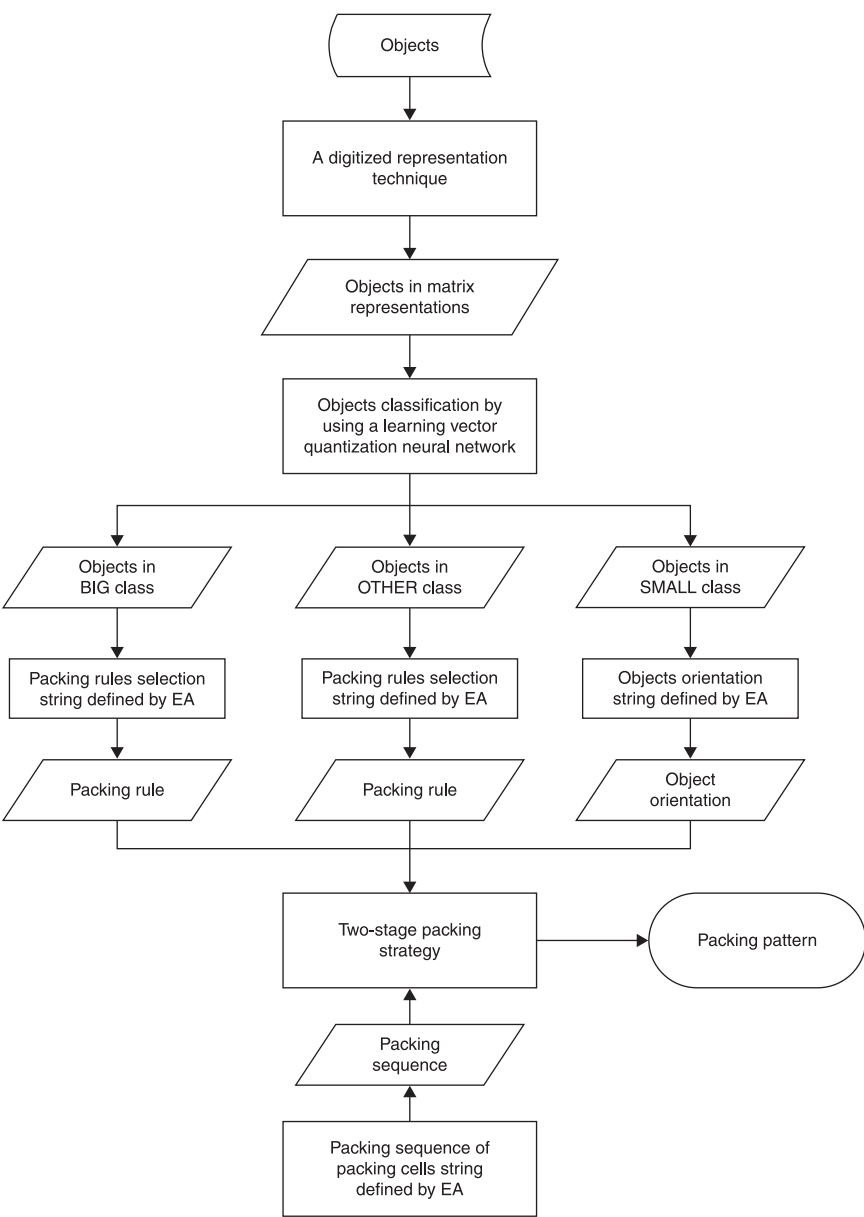 Objects
A digitized representation
technique
Objects in matrix
representations
Objects classification by
using a learning vector
quantization neural network
Objects in
BIG class
Objects in
OTHER class
Objects in
SMALL class
Packing rules selection
string defined by EA
Packing rules selection
string defined by EA
Objects orientation
string defined by EA
Packing rule
Packing rule
Object
orientation
Two-stage packing
strategy
Packing pattern
Packing
sequence
Packing sequence of
packing cells string
defined by EA